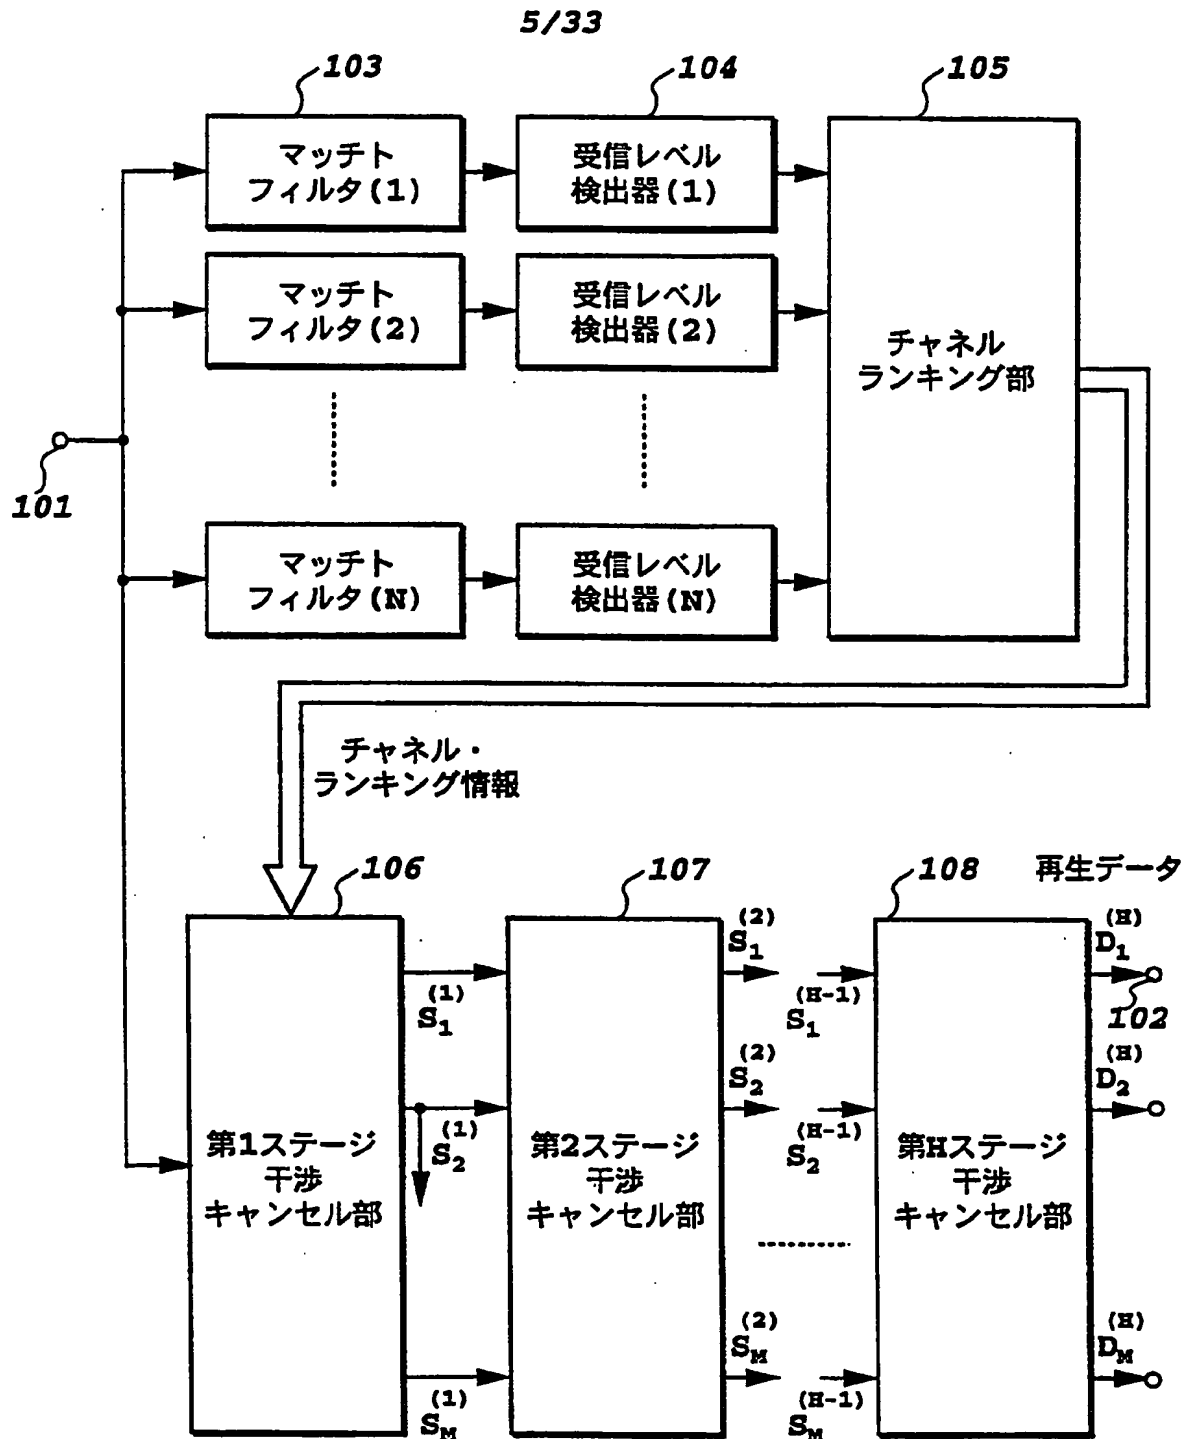 5/33
103
104
105
マッチト
フィルタ(1)
受信レベル
検出器(1)
マッチト
フィルタ(2)
受信レベル
検出器(2)
チャネル
ランキング部
101
マッチト
フィルタ(N)
受信レベル
検出器(N)
チャネル・
ランキング情報
106
107
108
再生データ
S₁⁽²⁾
D₁⁽ᴴ⁾
S₁⁽¹⁾
S₁⁽ᴴ⁻¹⁾
102
S₂⁽²⁾
D₂⁽ᴴ⁾
S₂⁽¹⁾
S₂⁽ᴴ⁻¹⁾
第1ステージ
干渉
キャンセル部
第2ステージ
干渉
キャンセル部
第Hステージ
干渉
キャンセル部
S_M⁽²⁾
D_M⁽ᴴ⁾
S_M⁽¹⁾
S_M⁽ᴴ⁻¹⁾